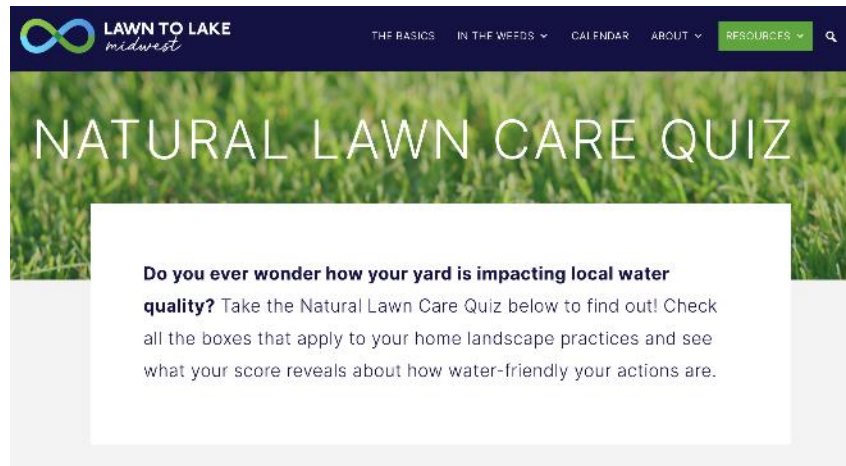 LAWN TO LAKE
midwest
THE BASICS IN THE WEEDS CALENDAR ABOUT RESOURCES
NATURAL LAWN CARE QUIZ
Do you ever wonder how your yard is impacting local water
quality? Take the Natural Lawn Care Quiz below to find out! Check
all the boxes that apply to your home landscape practices and see
what your score reveals about how water-friendly your actions are.